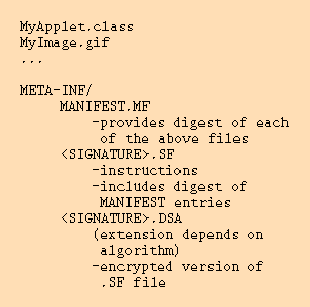 MyApplet.class
MyImage.gif
...
META-INF/
MANIFEST.MF
-provides digest of each
of the above files
<SIGNATURE>.SF
-instructions
-includes digest of
MANIFEST entries
<SIGNATURE>.DSA
(extension depends on
algorithm)
-encrypted version of
.SF file